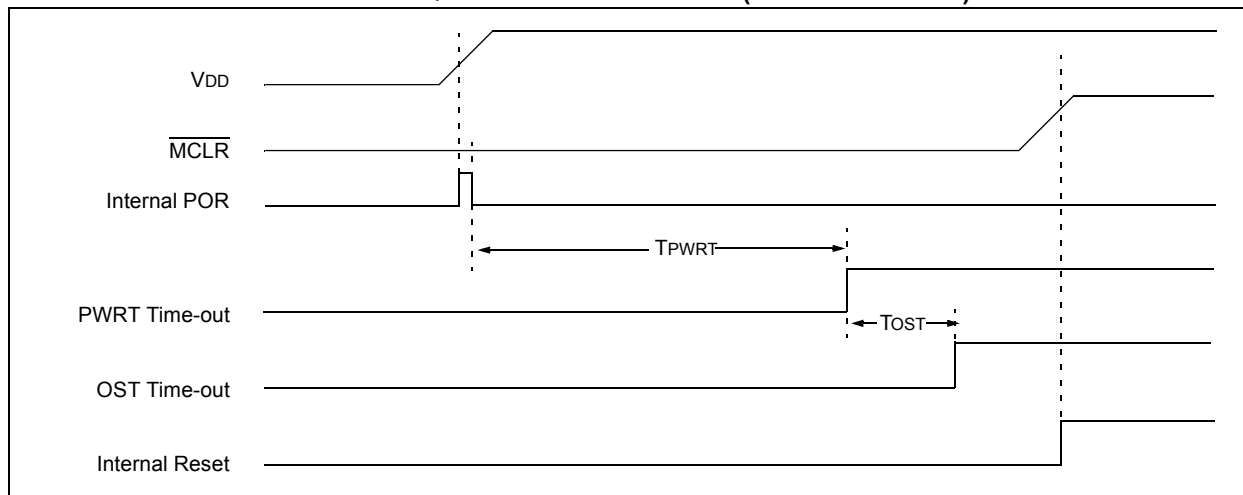 VDD
MCLR
Internal POR
TPWRT
PWRT Time-out
TOST
OST Time-out
Internal Reset